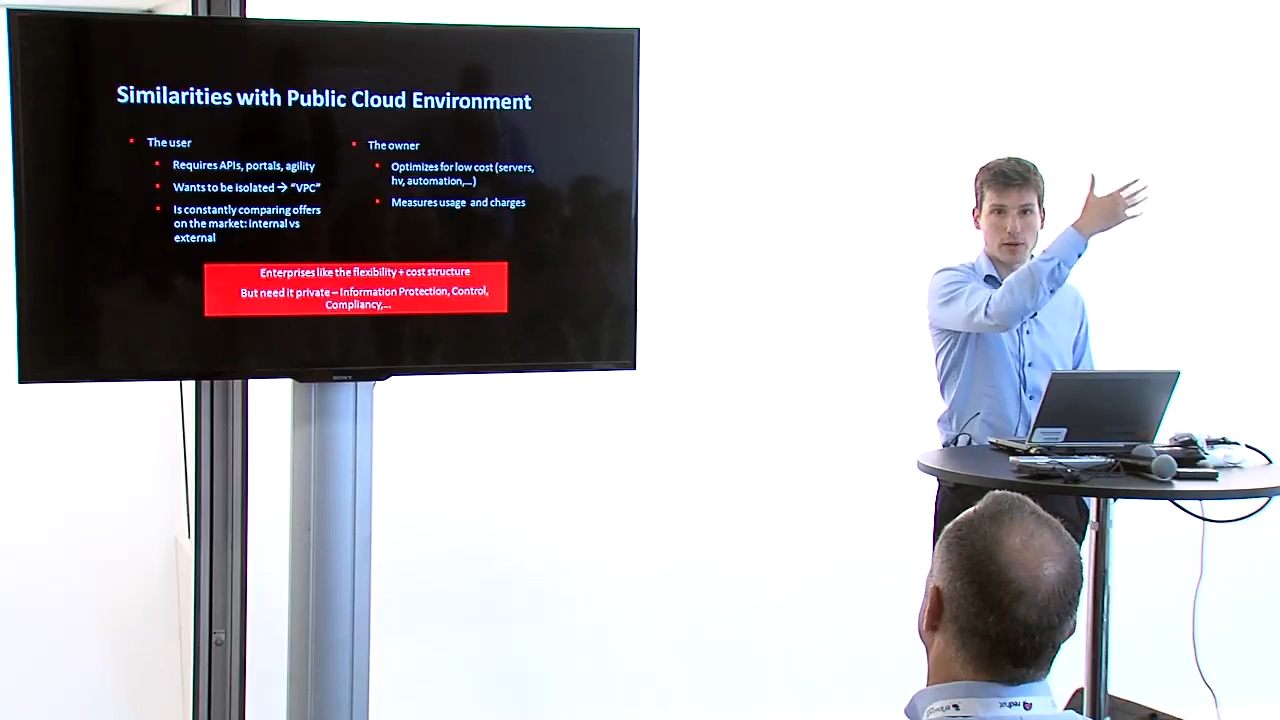 Similarities with Public Cloud Environment
The user
Requires APIs, portals, agility
Wants to be isolated → “VPC”
Is constantly comparing offers
on the market: internal vs
external
The owner
Optimizes for low cost (servers,
hv, automation,...)
Measures usage and charges
Enterprises like the flexibility + cost structure
But need it private – Information Protection, Control,
Compliancy,...
SONY
redhat